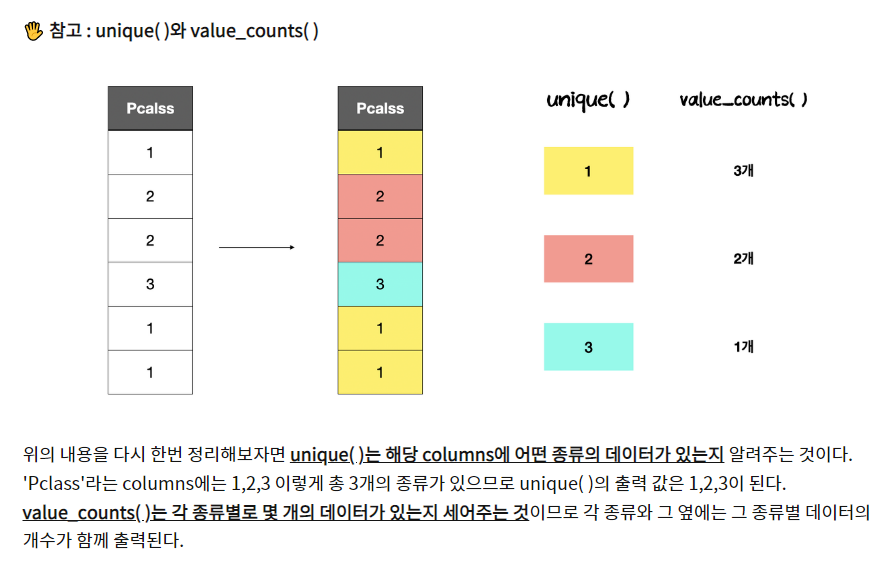 🖐 참고 : unique( )와 value_counts( )
Pcalss Pcalss unique( ) value_counts( )
1 1 1 3개
2 2
2 2 2 2개
3 3
1 1 3 1개
1 1
위의 내용을 다시 한번 정리해보자면 unique( )는 해당 columns에 어떤 종류의 데이터가 있는지 알려주는 것이다.
'Pclass'라는 columns에는 1,2,3 이렇게 총 3개의 종류가 있으므로 unique( )의 출력 값은 1,2,3이 된다.
value_counts( )는 각 종류별로 몇 개의 데이터가 있는지 세어주는 것이므로 각 종류와 그 옆에는 그 종류별 데이터의
개수가 함께 출력된다.